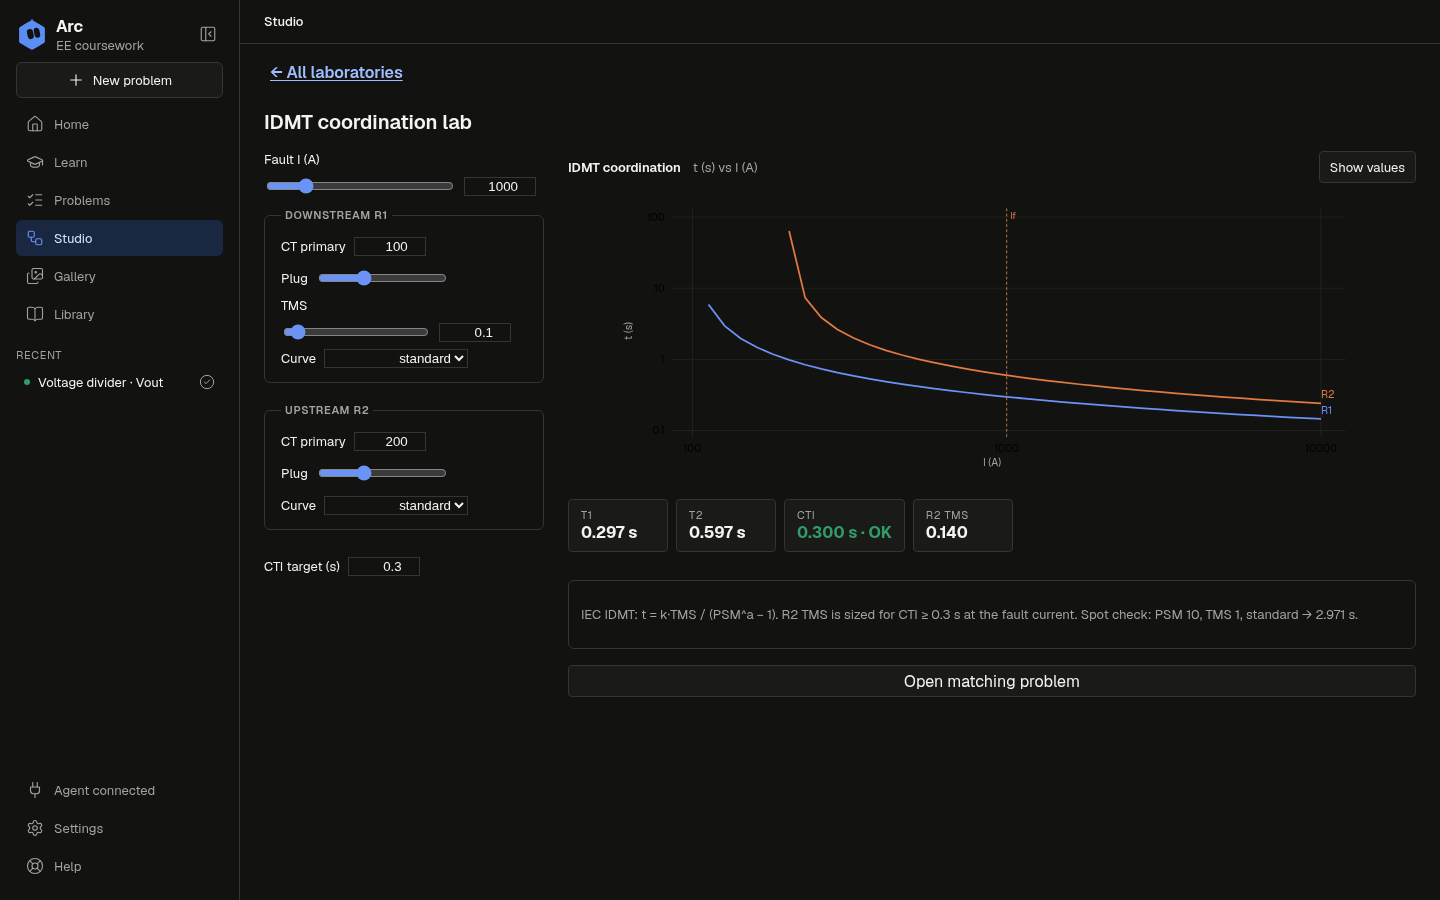 Arc
EE coursework
New problem
Home
Learn
Problems
Studio
Gallery
Library
RECENT
Voltage divider · Vout
Agent connected
Settings
Help
Studio
← All laboratories
IDMT coordination lab
Fault I (A)
1000
DOWNSTREAM R1
CT primary 100
Plug
TMS
0.1
Curve standard
UPSTREAM R2
CT primary 200
Plug
Curve standard
CTI target (s) 0.3
IDMT coordination t (s) vs I (A)
Show values
100
10
1
0.1
t (s)
If
R2
R1
100 1000 10000
I (A)
T1
0.297 s
T2
0.597 s
CTI
0.300 s · OK
R2 TMS
0.140
IEC IDMT: t = k·TMS / (PSM^a − 1). R2 TMS is sized for CTI ≥ 0.3 s at the fault current. Spot check: PSM 10, TMS 1, standard → 2.971 s.
Open matching problem